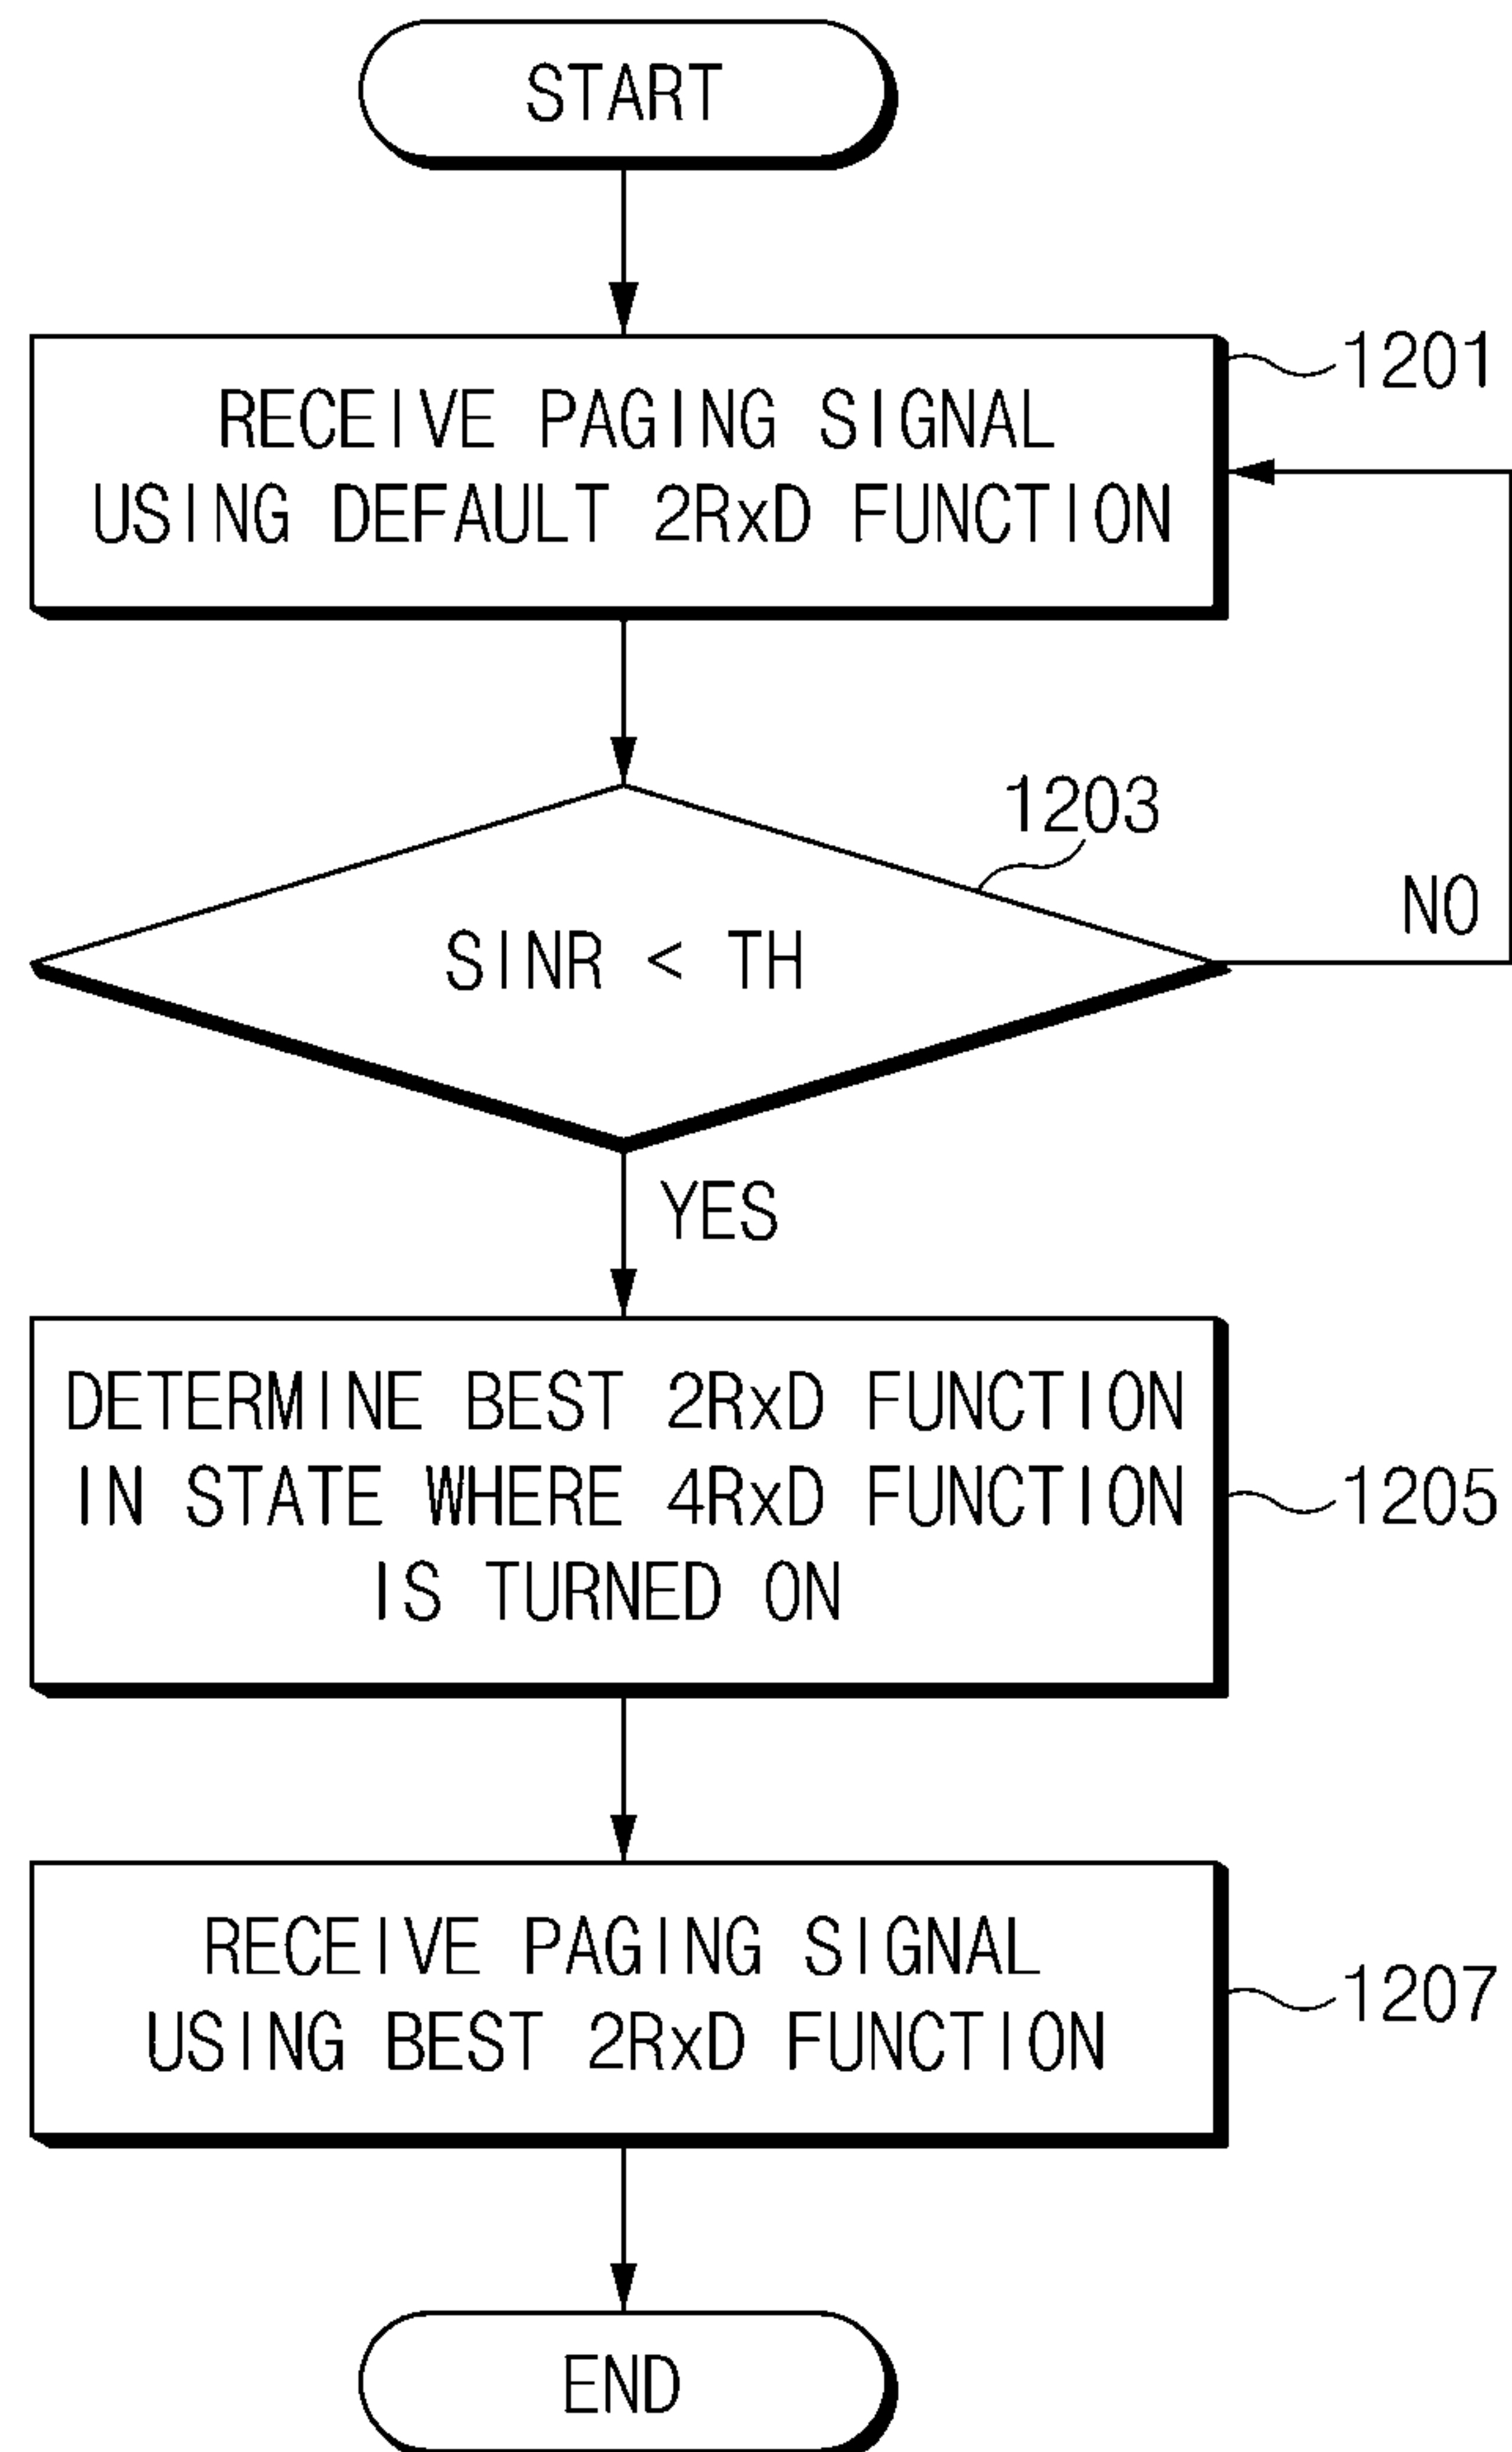 START
RECEIVE PAGING SIGNAL
USING DEFAULT 2RxD FUNCTION
1201
1203
SINR < TH
NO
YES
DETERMINE BEST 2RxD FUNCTION
IN STATE WHERE 4RxD FUNCTION
IS TURNED ON
1205
RECEIVE PAGING SIGNAL
USING BEST 2RxD FUNCTION
1207
END